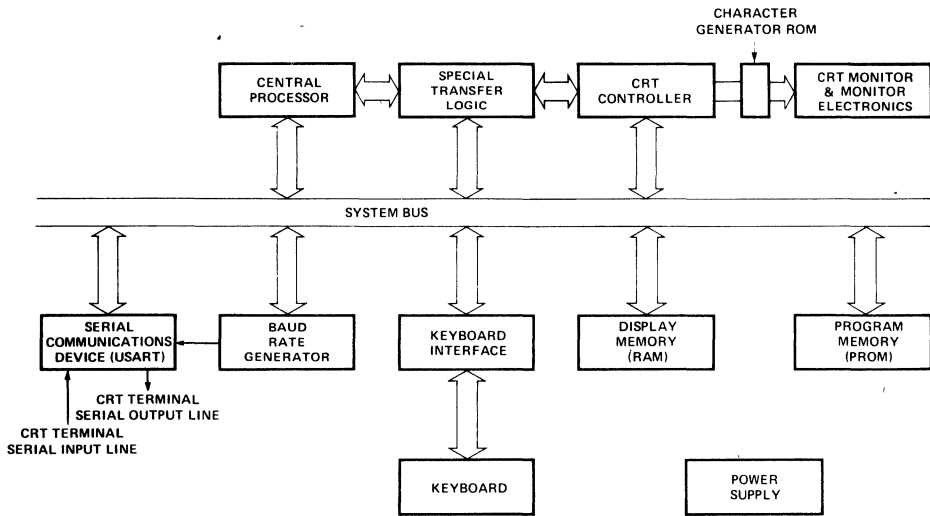 CHARACTER
GENERATOR ROM
CENTRAL
PROCESSOR
SPECIAL
TRANSFER
LOGIC
CRT
CONTROLLER
CRT MONITOR
& MONITOR
ELECTRONICS
SYSTEM BUS
SERIAL
COMMUNICATIONS
DEVICE (USART)
BAUD
RATE
GENERATOR
KEYBOARD
INTERFACE
DISPLAY
MEMORY
(RAM)
PROGRAM
MEMORY
(PROM)
CRT TERMINAL
SERIAL OUTPUT LINE
CRT TERMINAL
SERIAL INPUT LINE
KEYBOARD
POWER
SUPPLY